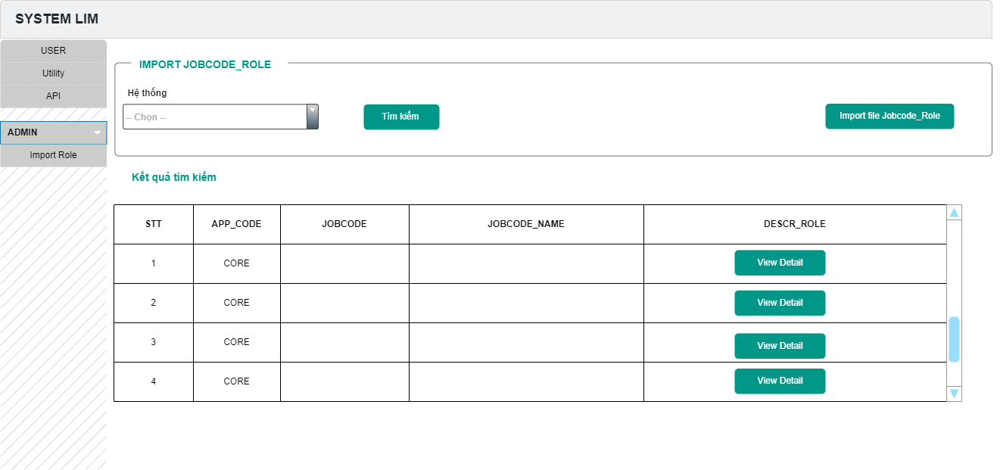 SYSTEM LIM
USER
Utility
API
ADMIN
Import Role
IMPORT JOBCODE_ROLE
Hệ thống
-- Chọn --
Tìm kiếm
Import file Jobcode_Role
Kết quả tìm kiếm
STT APP_CODE JOBCODE JOBCODE_NAME DESCR_ROLE
1 CORE View Detail
2 CORE View Detail
3 CORE View Detail
4 CORE View Detail